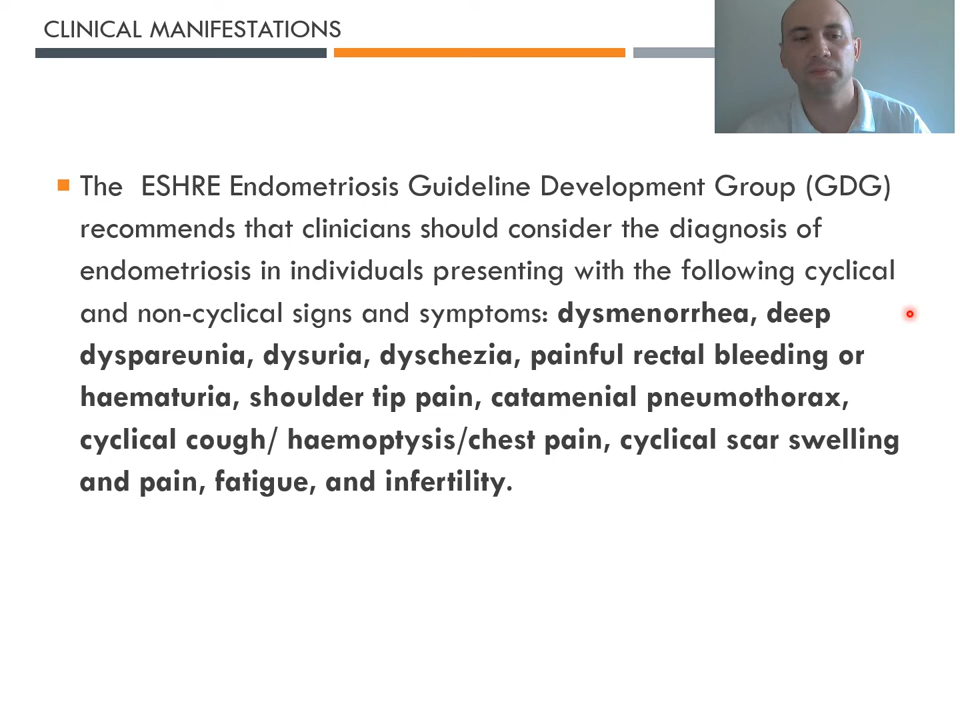 CLINICAL MANIFESTATIONS
The ESHRE Endometriosis Guideline Development Group (GDG)
recommends that clinicians should consider the diagnosis of
endometriosis in individuals presenting with the following cyclical
and non-cyclical signs and symptoms: dysmenorrhea, deep
dyspareunia, dysuria, dyschezia, painful rectal bleeding or
haematuria, shoulder tip pain, catamenial pneumothorax,
cyclical cough/ haemoptysis/chest pain, cyclical scar swelling
and pain, fatigue, and infertility.